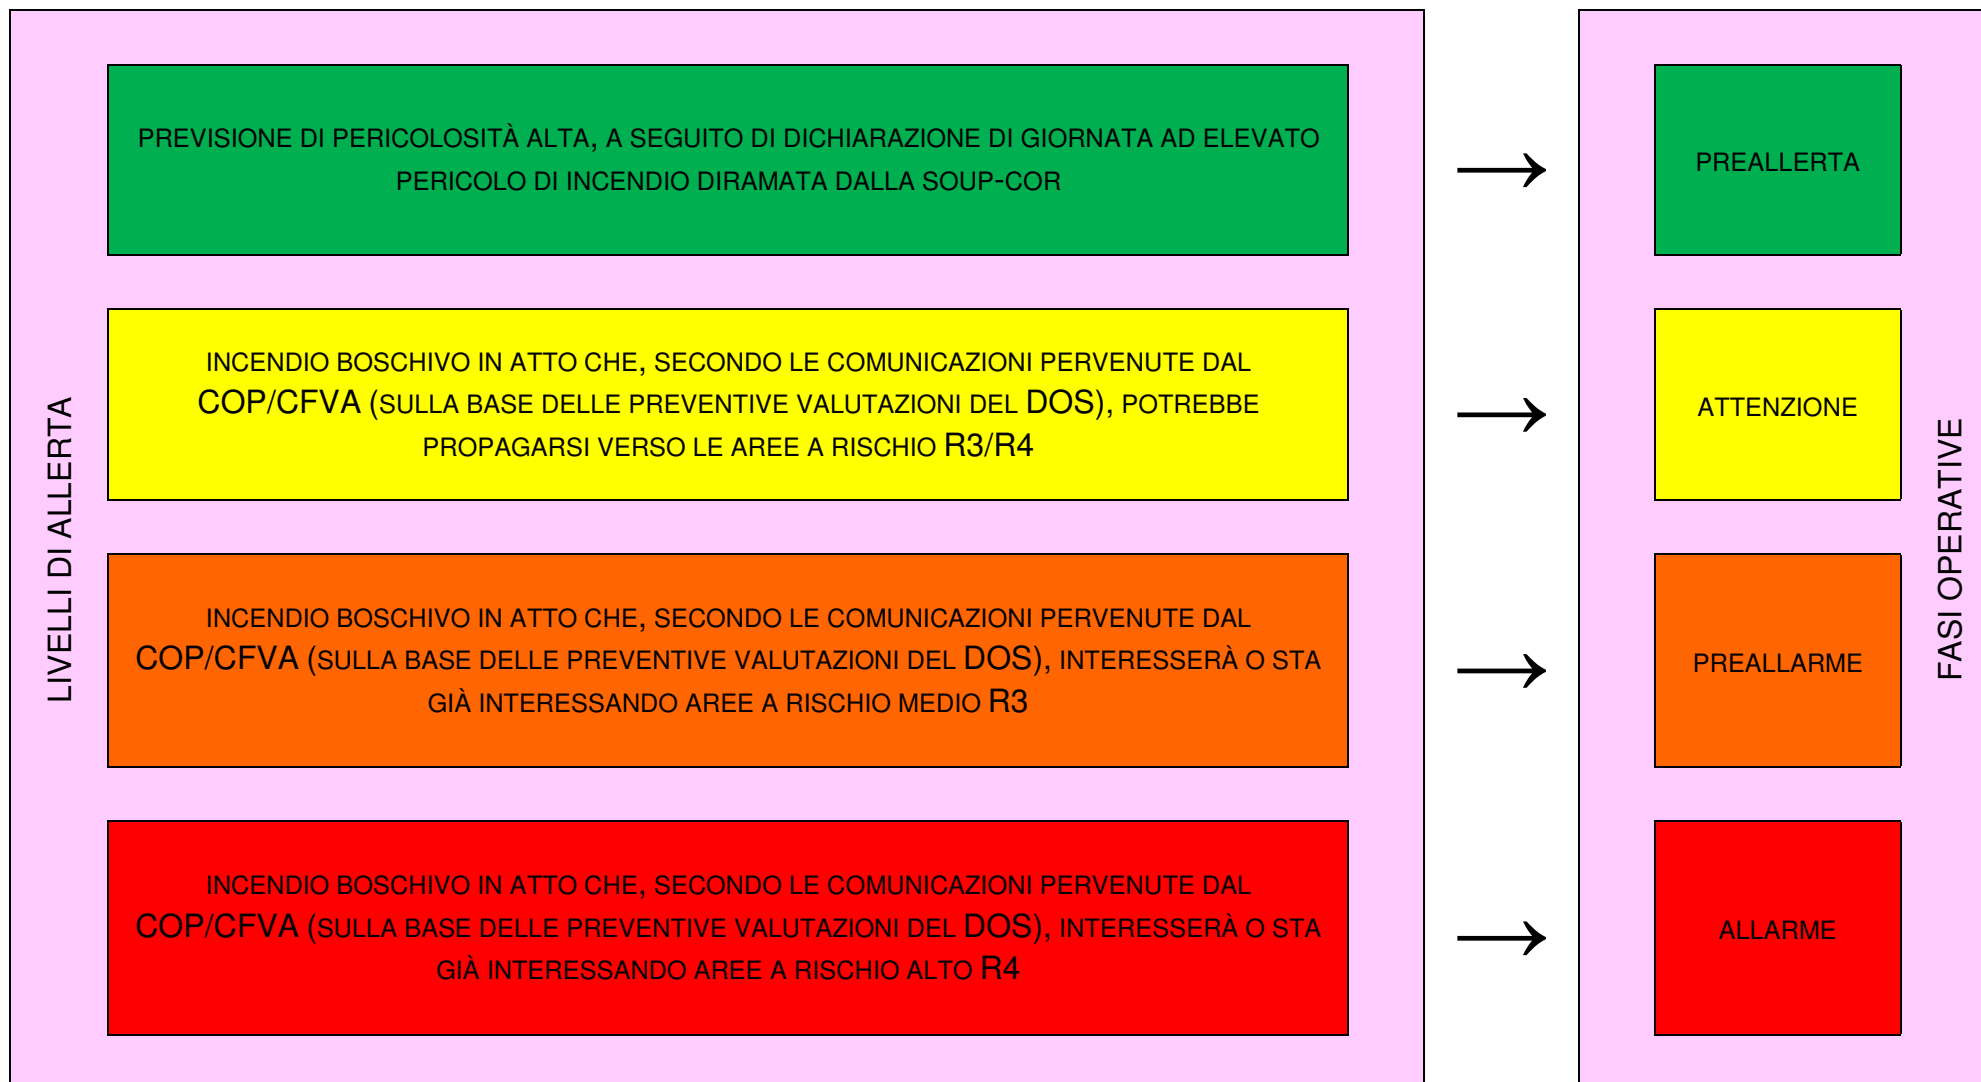 LIVELLI DI ALLERTA
PREVISIONE DI PERICOLOSITÀ ALTA, A SEGUITO DI DICHIARAZIONE DI GIORNATA AD ELEVATO
PERICOLO DI INCENDIO DIRAMATA DALLA SOUP-COR
PREALLERTA
INCENDIO BOSCHIVO IN ATTO CHE, SECONDO LE COMUNICAZIONI PERVENUTE DAL
COP/CFVA (SULLA BASE DELLE PREVENTIVE VALUTAZIONI DEL DOS), POTREBBE
PROPAGARSI VERSO LE AREE A RISCHIO R3/R4
ATTENZIONE
INCENDIO BOSCHIVO IN ATTO CHE, SECONDO LE COMUNICAZIONI PERVENUTE DAL
COP/CFVA (SULLA BASE DELLE PREVENTIVE VALUTAZIONI DEL DOS), INTERESSERÀ O STA
GIÀ INTERESSANDO AREE A RISCHIO MEDIO R3
PREALLARME
INCENDIO BOSCHIVO IN ATTO CHE, SECONDO LE COMUNICAZIONI PERVENUTE DAL
COP/CFVA (SULLA BASE DELLE PREVENTIVE VALUTAZIONI DEL DOS), INTERESSERÀ O STA
GIÀ INTERESSANDO AREE A RISCHIO ALTO R4
ALLARME
FASI OPERATIVE